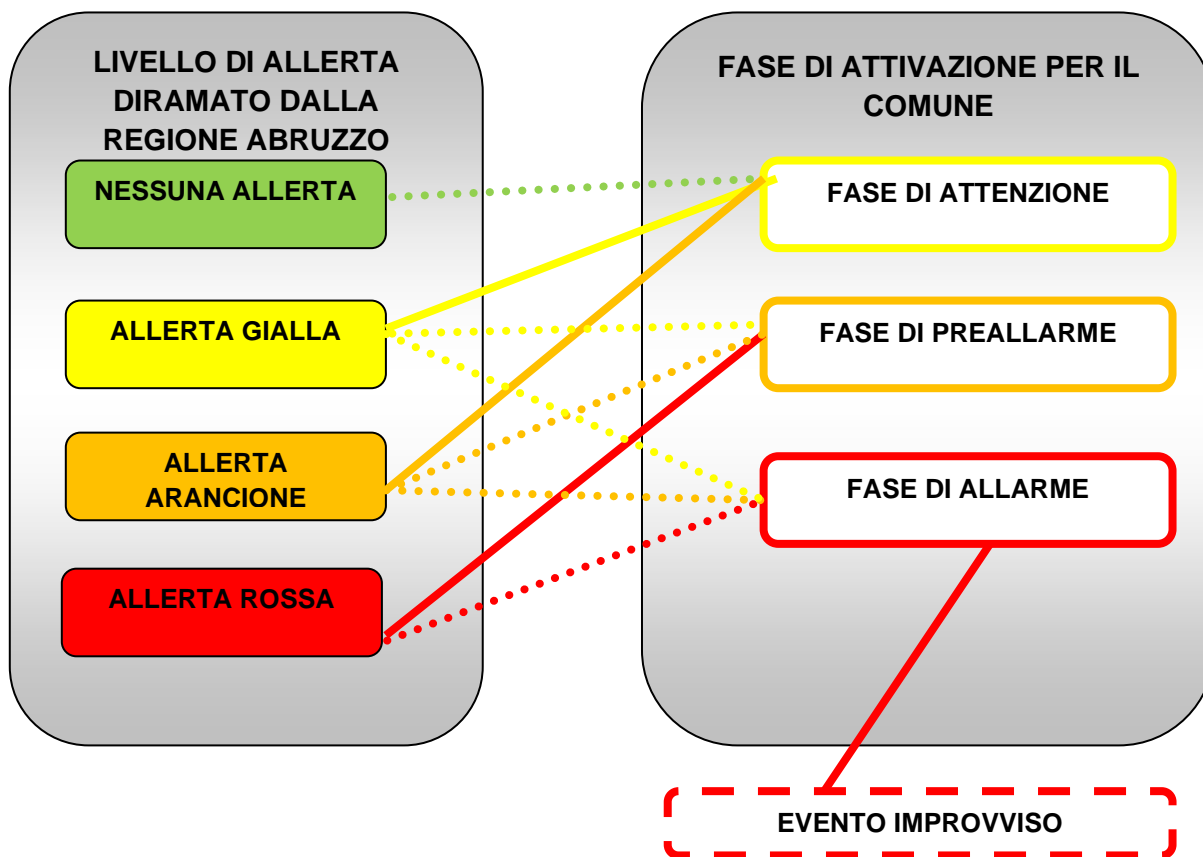 LIVELLO DI ALLERTA
DIRAMATO DALLA
REGIONE ABRUZZO
NESSUNA ALLERTA
ALLERTA GIALLA
ALLERTA
ARANCIONE
ALLERTA ROSSA
FASE DI ATTIVAZIONE PER IL
COMUNE
FASE DI ATTENZIONE
FASE DI PREALLARME
FASE DI ALLARME
EVENTO IMPROVVISO